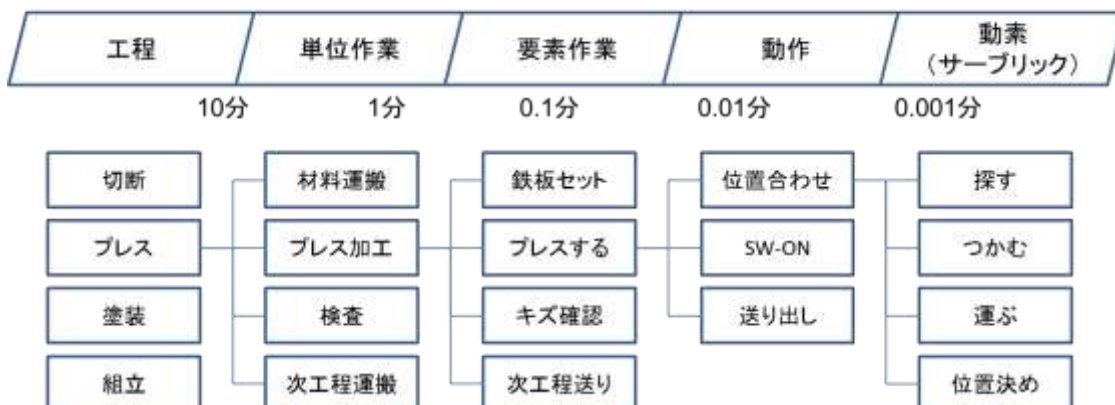 工程
単位作業
要素作業
動作
動素
（サーブリック）
10分
1分
0.1分
0.01分
0.001分
切断
材料運搬
鉄板セット
位置合わせ
探す
プレス
プレス加工
プレスする
SW-ON
つかむ
塗装
検査
キズ確認
送り出し
運ぶ
組立
次工程運搬
次工程送り
位置決め